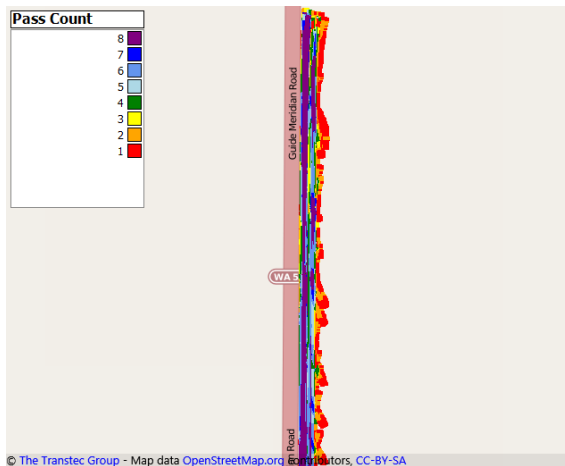 Pass Count
8
7
6
5
4
3
2
1
Guide Meridian Road
WA 5
n Road
© The Transtec Group - Map data OpenStreetMap.org contributors, CC-BY-SA